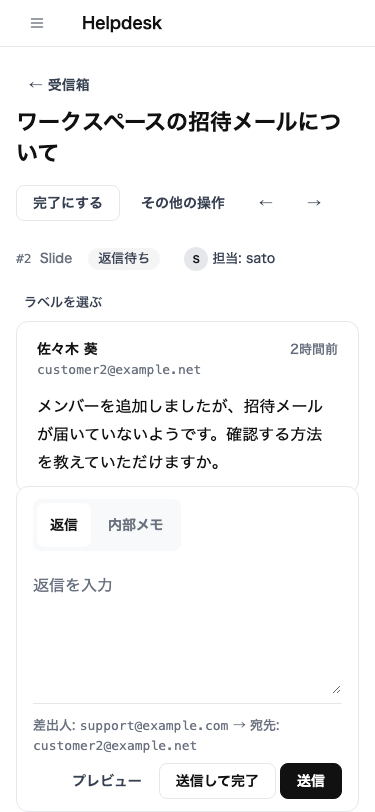 Helpdesk
← 受信箱
ワークスペースの招待メールにつ
いて
完了にする その他の操作 ← →
#2 Slide 返信待ち s 担当: sato
ラベルを選ぶ
佐々木 葵 2時間前
customer2@example.net
メンバーを追加しましたが、招待メール
が届いていないようです。確認する方法
を教えていただけますか。
返信 内部メモ
返信を入力
差出人: support@example.com → 宛先:
customer2@example.net
プレビュー 送信して完了 送信